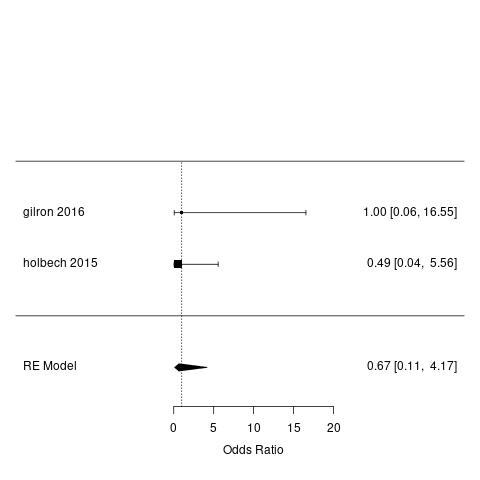 gilron 2016 1.00 [0.06, 16.55]
holbech 2015 0.49 [0.04, 5.56]
RE Model 0.67 [0.11, 4.17]
0 5 10 15 20
Odds Ratio